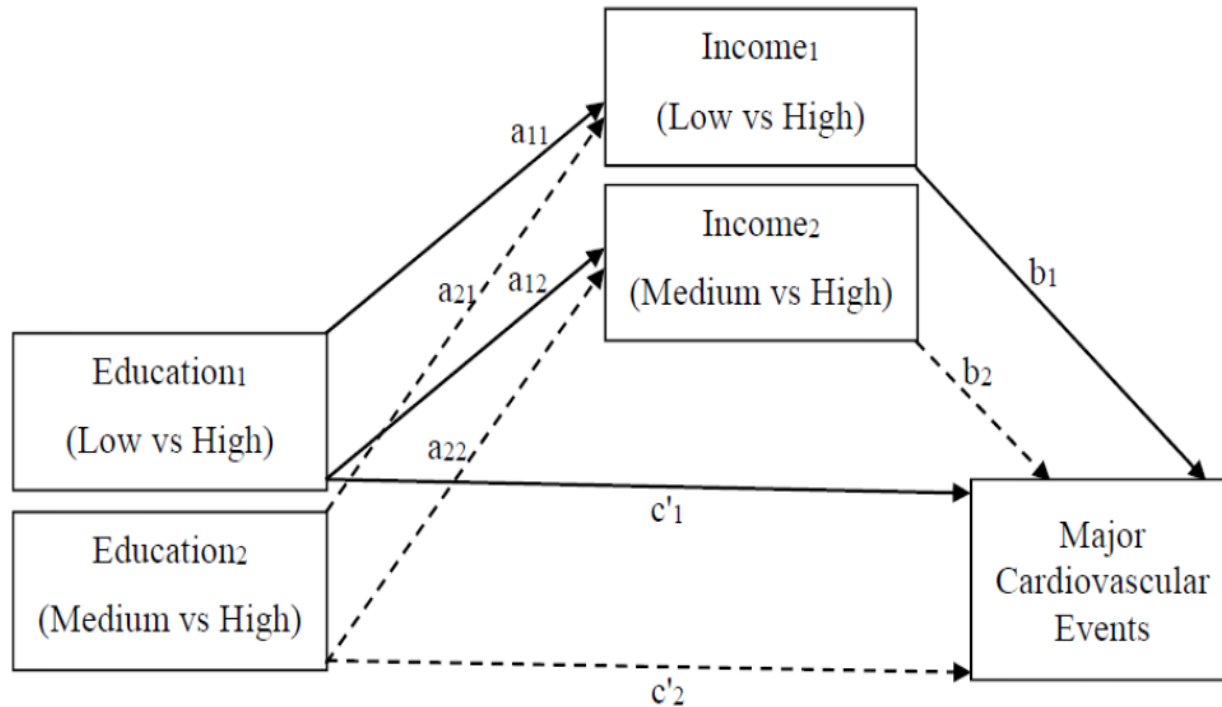 Income₁
(Low vs High)
a₁₁
Income₂
(Medium vs High)
a₂₁
a₁₂
b₁
Education₁
(Low vs High)
b₂
a₂₂
c'₁
Education₂
(Medium vs High)
Major
Cardiovascular
Events
c'₂